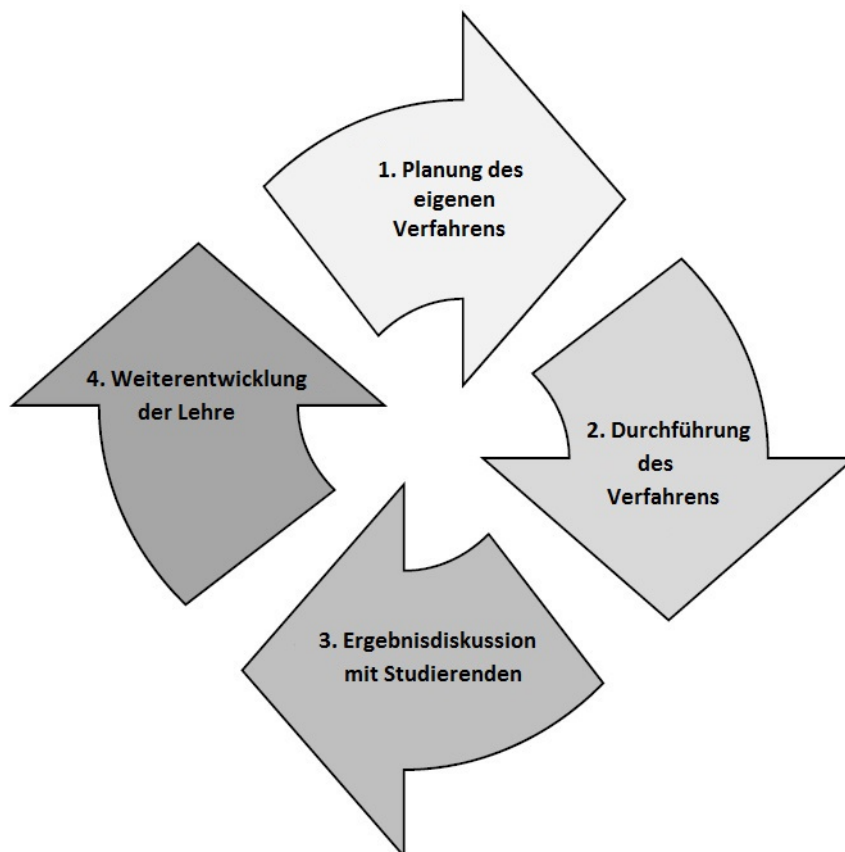 1. Planung des
eigenen
Verfahrens
2. Durchführung
des
Verfahrens
3. Ergebnisdiskussion
mit Studierenden
4. Weiterentwicklung
der Lehre